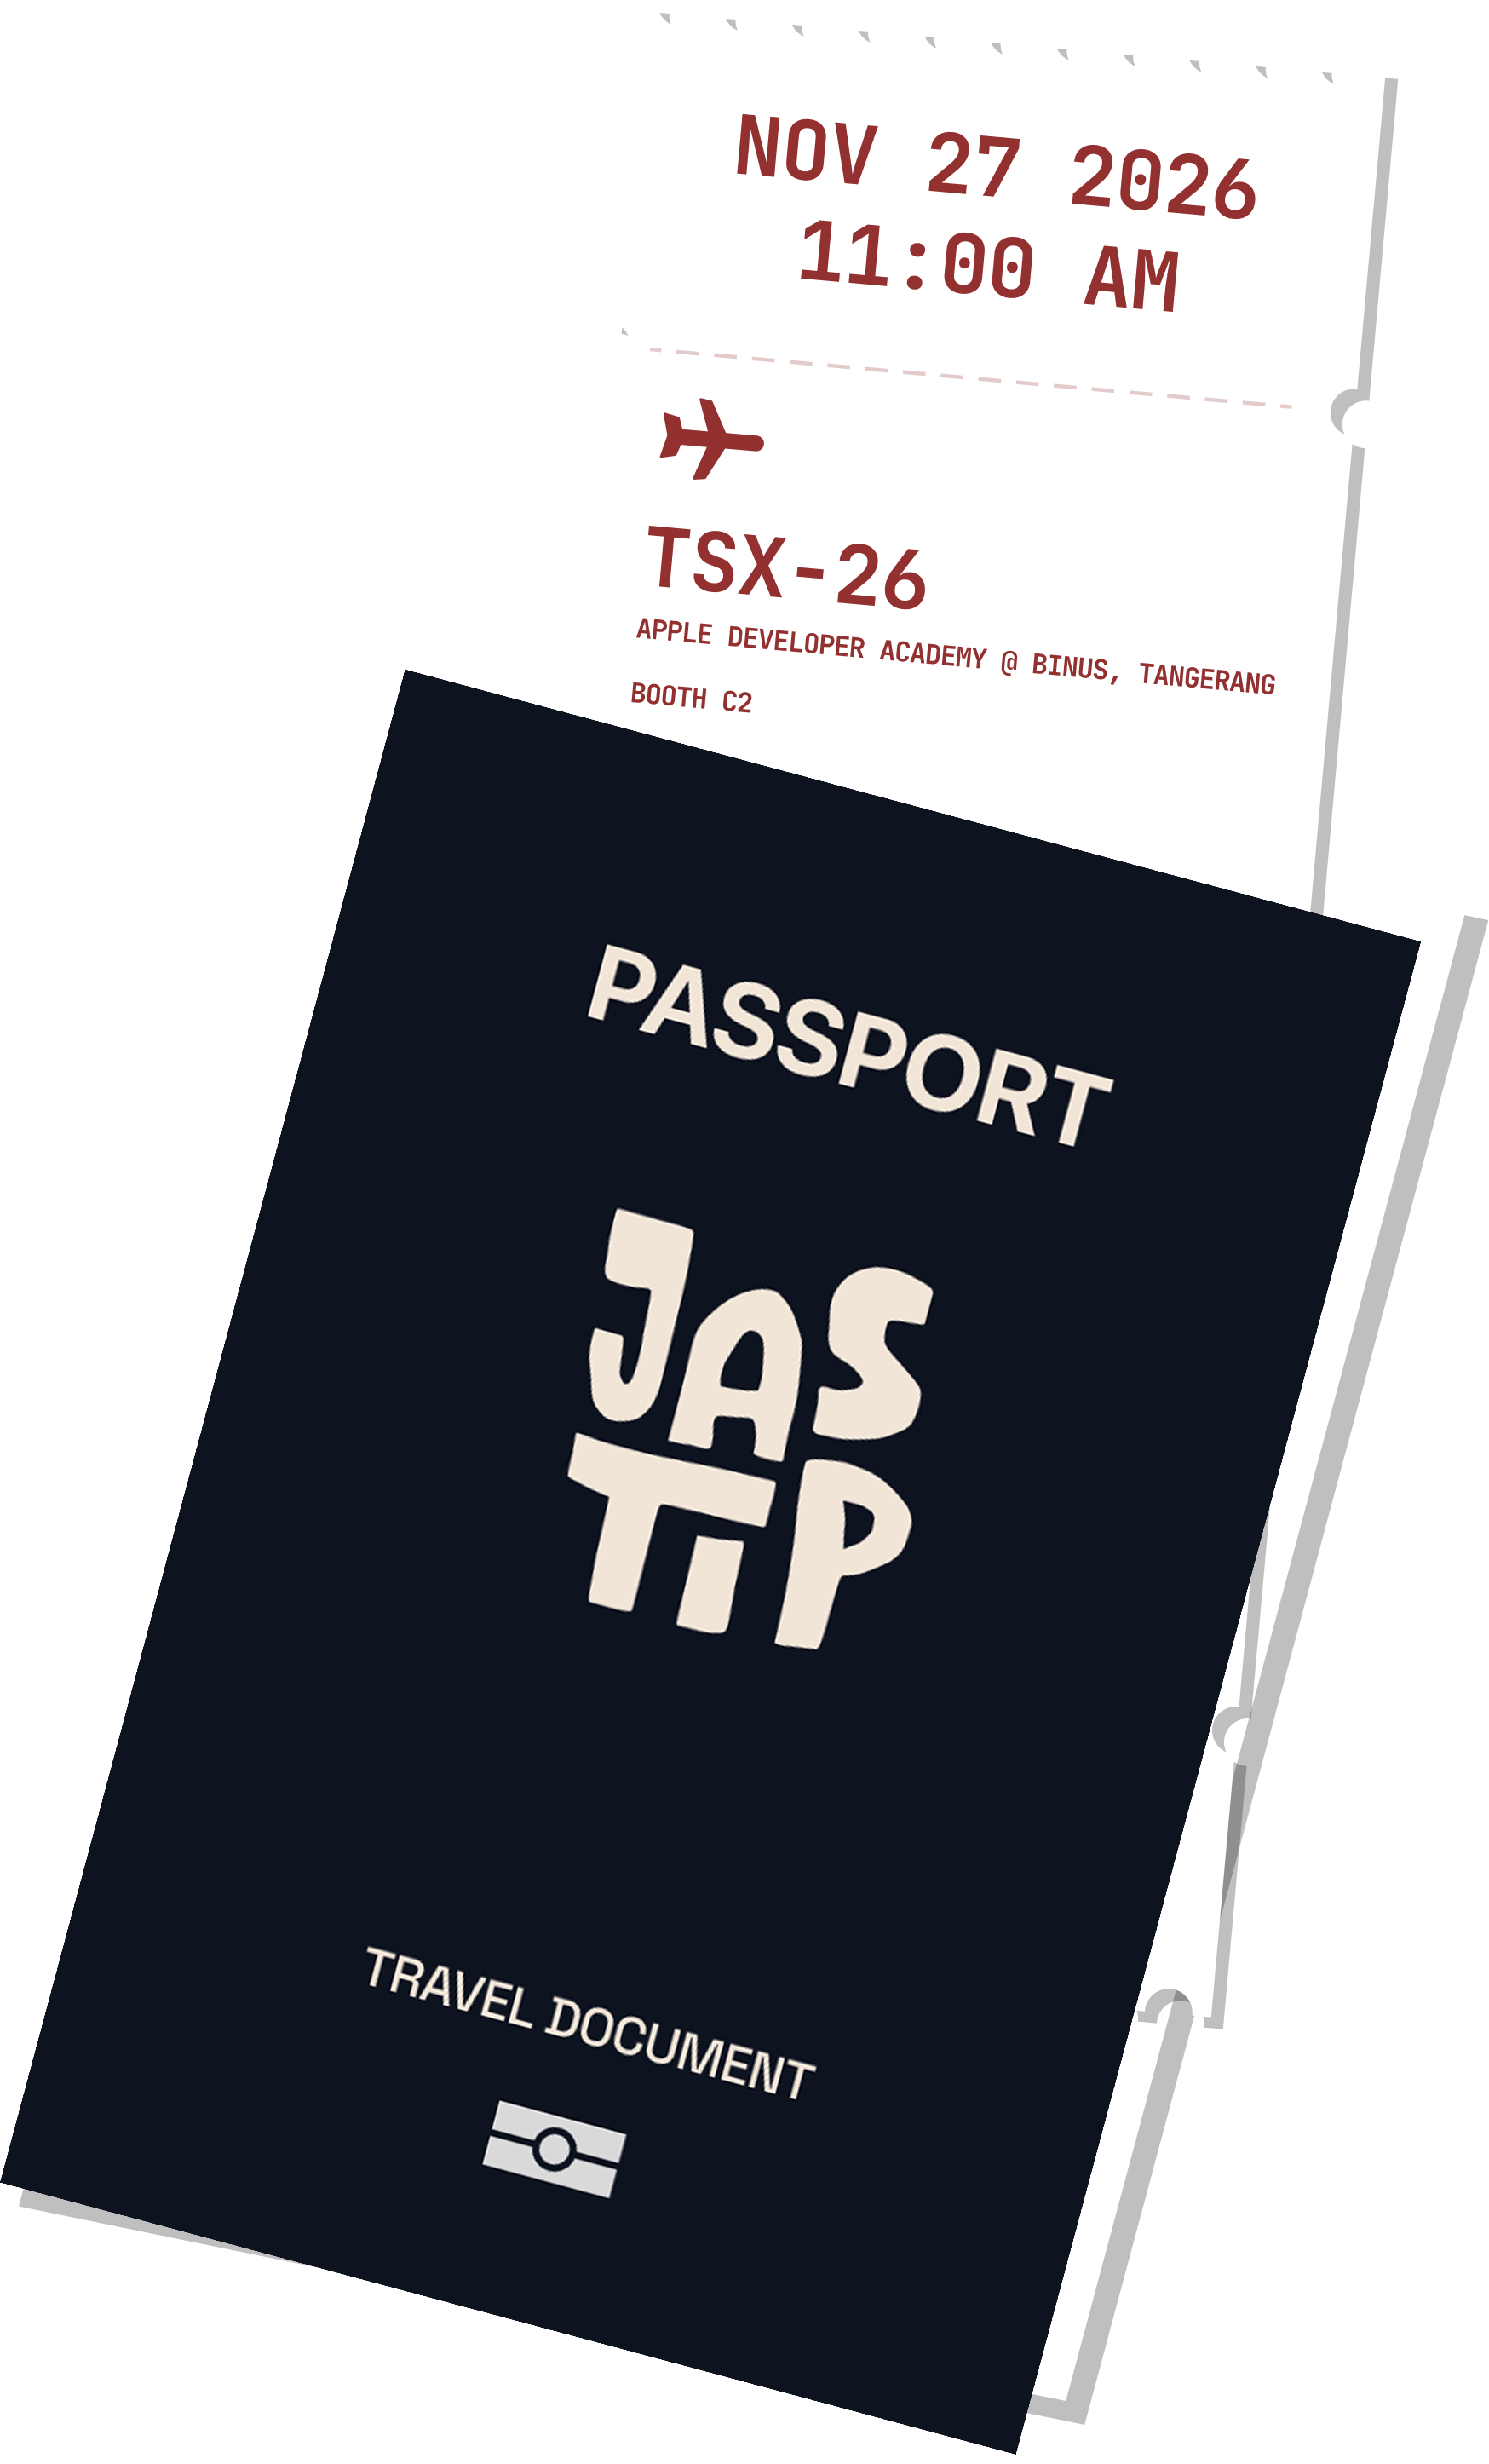 NOV 27 2026
11:00 AM
TSX-26
APPLE DEVELOPER ACADEMY @ BINUS, TANGERANG
BOOTH C2
PASSPORT
JAS
TiP
TRAVEL DOCUMENT